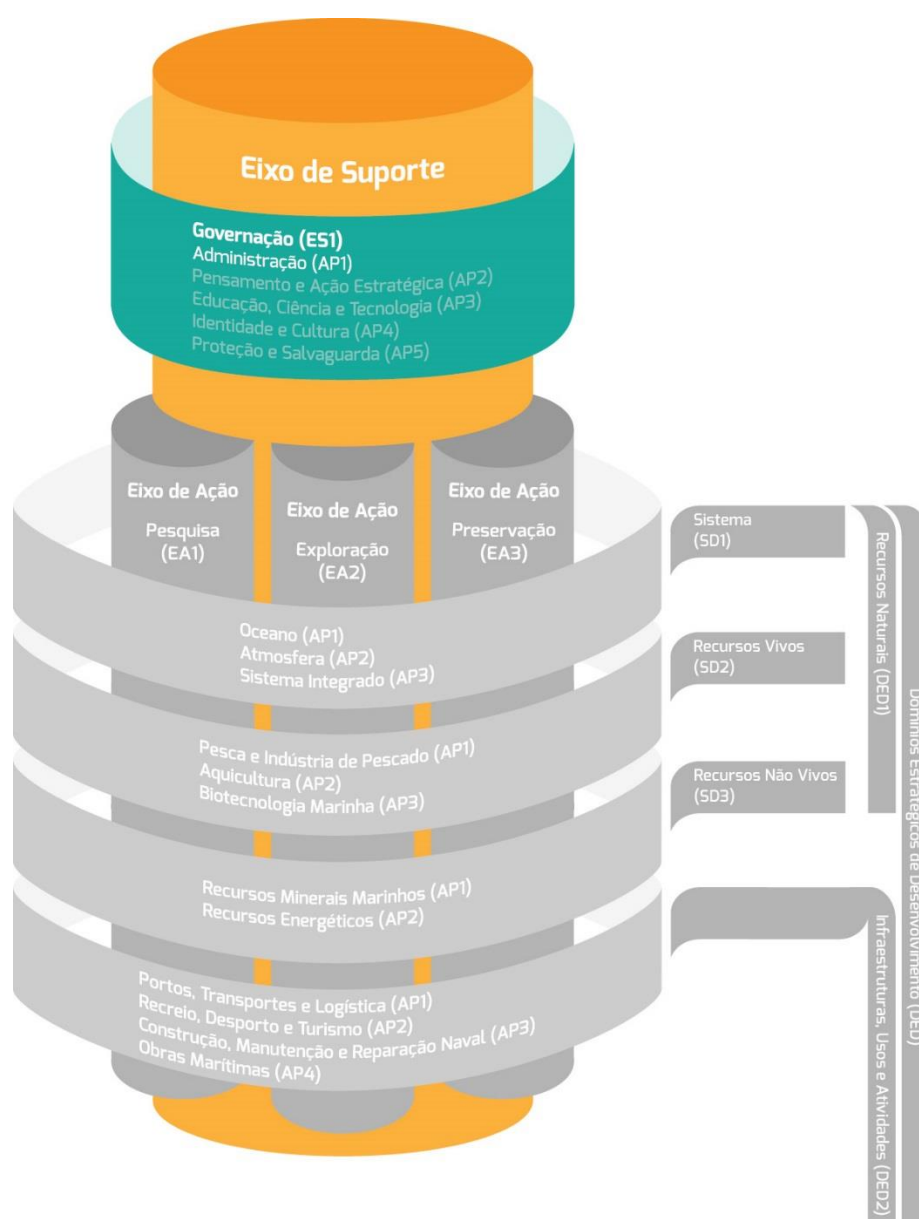 Eixo de Suporte
Governação (ES1)
Administração (AP1)
Pensamento e Ação Estratégica (AP2)
Educação, Ciência e Tecnologia (AP3)
Identidade e Cultura (AP4)
Proteção e Salvaguarda (AP5)
Eixo de Ação
Pesquisa
(EA1)
Eixo de Ação
Exploração
(EA2)
Eixo de Ação
Preservação
(EA3)
Oceano (AP1)
Atmosfera (AP2)
Sistema Integrado (AP3)
Sistema
(SD1)
Pesca e Indústria de Pescado (AP1)
Aquicultura (AP2)
Biotecnologia Marinha (AP3)
Recursos Vivos
(SD2)
Recursos Minerais Marinhos (AP1)
Recursos Energéticos (AP2)
Recursos Não Vivos
(SD3)
Portos, Transportes e Logística (AP1)
Recreio, Desporto e Turismo (AP2)
Construção, Manutenção e Reparação Naval (AP3)
Obras Marítimas (AP4)
Recursos Naturais (DED1)
Infraestruturas, Usos e Atividades (DED2)
Domínios Estratégicos de Desenvolvimento (DED)